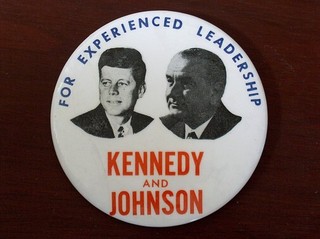 FOR EXPERIENCED LEADERSHIP
KENNEDY
AND
JOHNSON